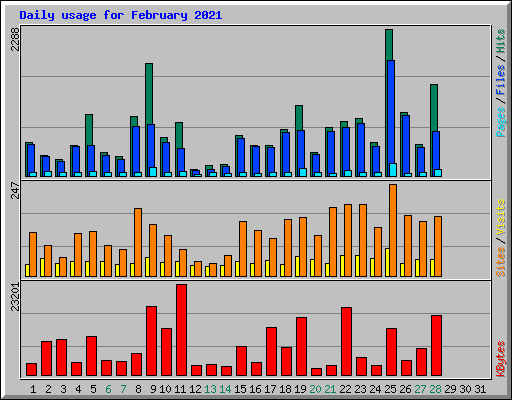 Daily usage for February 2021
2288
Pages / Files / Hits
247
Sites / Visits
23201
KBytes
1 2 3 4 5 6 7 8 9 10 11 12 13 14 15 16 17 18 19 20 21 22 23 24 25 26 27 28 29 30 31